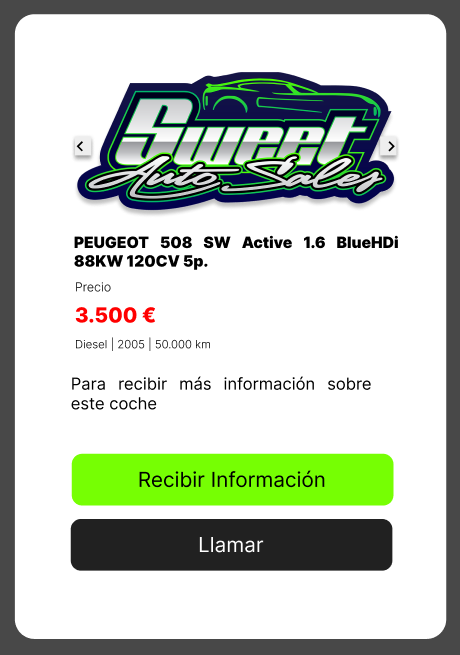 Sweet
Auto Sales
PEUGEOT 508 SW Active 1.6 BlueHDi
88KW 120CV 5p.
Precio
3.500 €
Diesel | 2005 | 50.000 km
Para recibir más información sobre
este coche
Recibir Información
Llamar